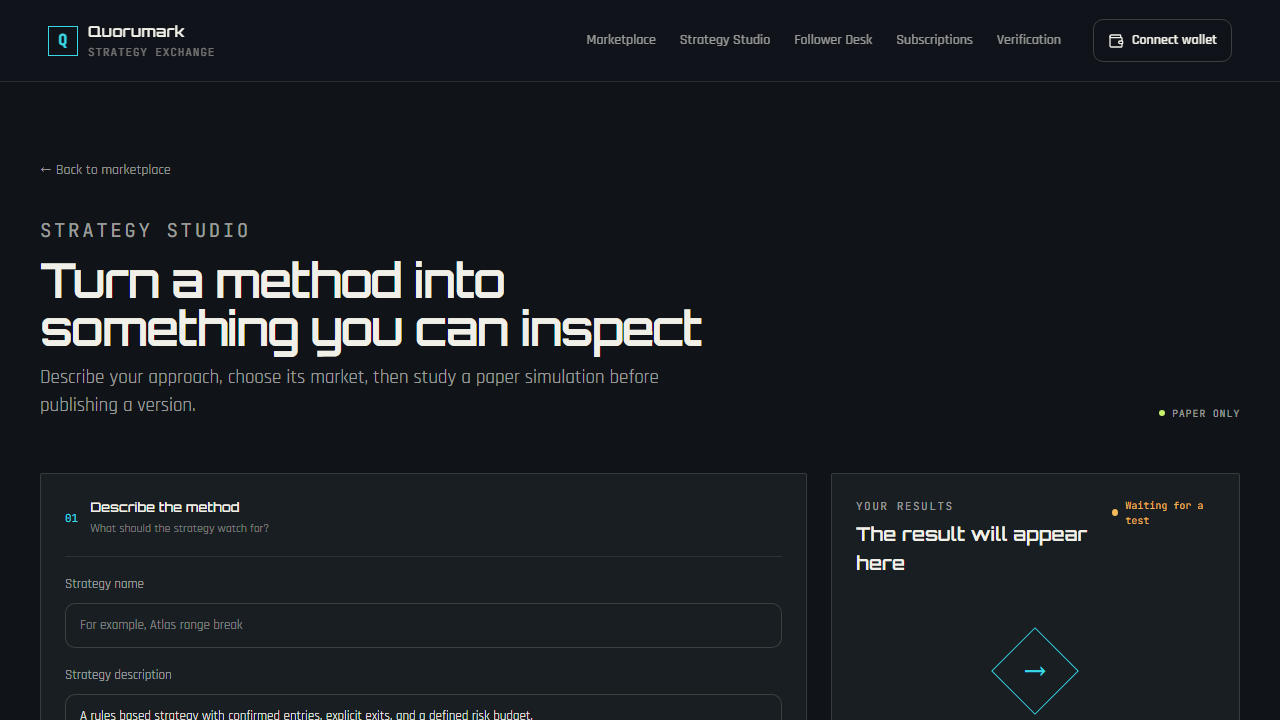 Q
Quorumark
STRATEGY EXCHANGE
Marketplace
Strategy Studio
Follower Desk
Subscriptions
Verification
Connect wallet
← Back to marketplace
STRATEGY STUDIO
Turn a method into
something you can inspect
Describe your approach, choose its market, then study a paper simulation before
publishing a version.
PAPER ONLY
01
Describe the method
What should the strategy watch for?
Strategy name
For example, Atlas range break
Strategy description
A rules based strategy with confirmed entries, explicit exits, and a defined risk budget.
YOUR RESULTS
The result will appear
here
Waiting for a
test
→